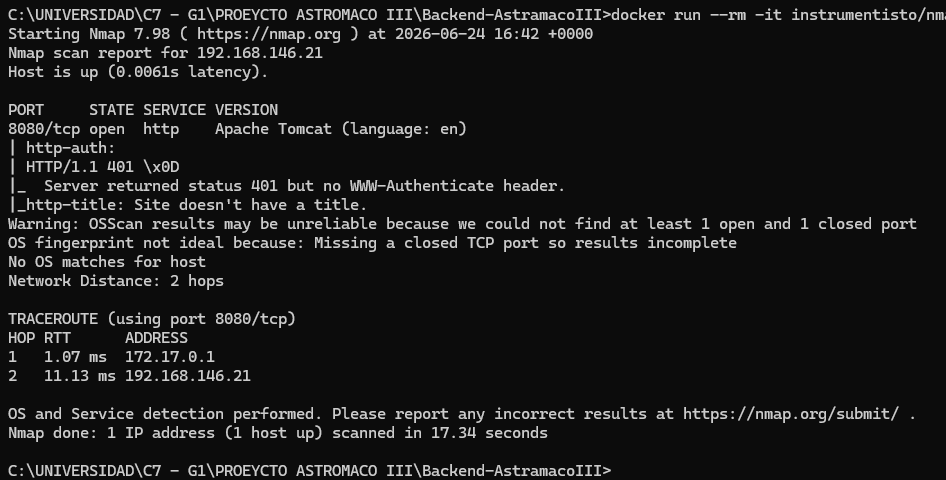 C:\UNIVERSIDAD\C7 - G1\PROEYCTO ASTROMACO III\Backend-AstramacoIII>docker run --rm -it instrumentisto/nma
Starting Nmap 7.98 ( https://nmap.org ) at 2026-06-24 16:42 +0000
Nmap scan report for 192.168.146.21
Host is up (0.0061s latency).
PORT     STATE SERVICE VERSION
8080/tcp open  http    Apache Tomcat (language: en)
| http-auth:
| HTTP/1.1 401 \x0D
|_  Server returned status 401 but no WWW-Authenticate header.
|_http-title: Site doesn't have a title.
Warning: OSScan results may be unreliable because we could not find at least 1 open and 1 closed port
OS fingerprint not ideal because: Missing a closed TCP port so results incomplete
No OS matches for host
Network Distance: 2 hops
TRACEROUTE (using port 8080/tcp)
HOP RTT      ADDRESS
1   1.07 ms  172.17.0.1
2   11.13 ms 192.168.146.21
OS and Service detection performed. Please report any incorrect results at https://nmap.org/submit/ .
Nmap done: 1 IP address (1 host up) scanned in 17.34 seconds
C:\UNIVERSIDAD\C7 - G1\PROEYCTO ASTROMACO III\Backend-AstramacoIII>